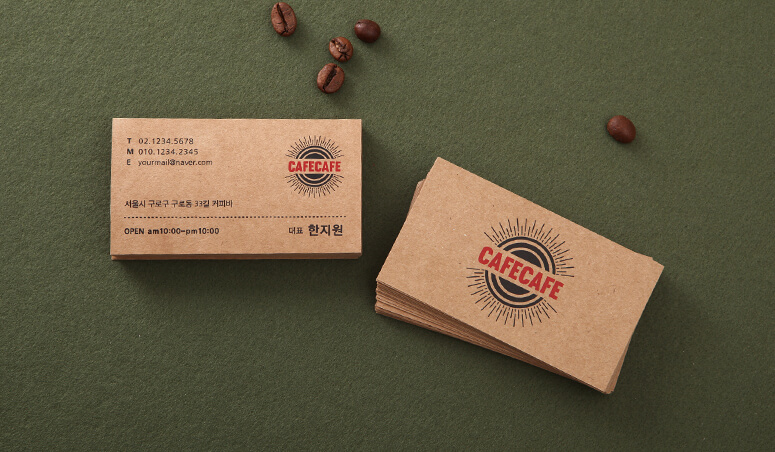 T 02.1234.5678
M 010.1234.2345
E yourmail@naver.com
CAFECAFE
서울시 구로구 구로동 33길 커피바
OPEN am10:00~pm10:00
대표 한지원
CAFECAFE